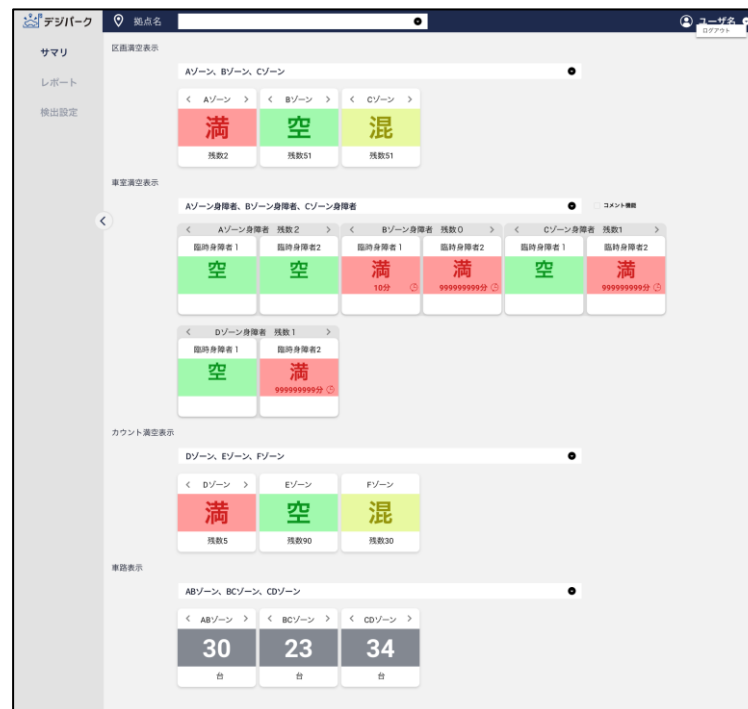 デジパーク
拠点名
ユーザ名
ログアウト
サマリ
レポート
検出設定
区画満空表示
Aゾーン、Bゾーン、Cゾーン
Aゾーン Bゾーン Cゾーン
満 空 混
残数2 残数51 残数51
車室満空表示
Aゾーン身障者、Bゾーン身障者、Cゾーン身障者
コメント機能
Aゾーン身障者 残数2 Bゾーン身障者 残数0 Cゾーン身障者 残数1
臨時身障者1 臨時身障者2 臨時身障者1 臨時身障者2 臨時身障者1 臨時身障者2
空 空 満 満 空 満
10分 999999999分 999999999分
Dゾーン身障者 残数1
臨時身障者1 臨時身障者2
空 満
999999999分
カウント満空表示
Dゾーン、Eゾーン、Fゾーン
Dゾーン Eゾーン Fゾーン
満 空 混
残数5 残数90 残数30
車路表示
ABゾーン、BCゾーン、CDゾーン
ABゾーン BCゾーン CDゾーン
30 23 34
台 台 台